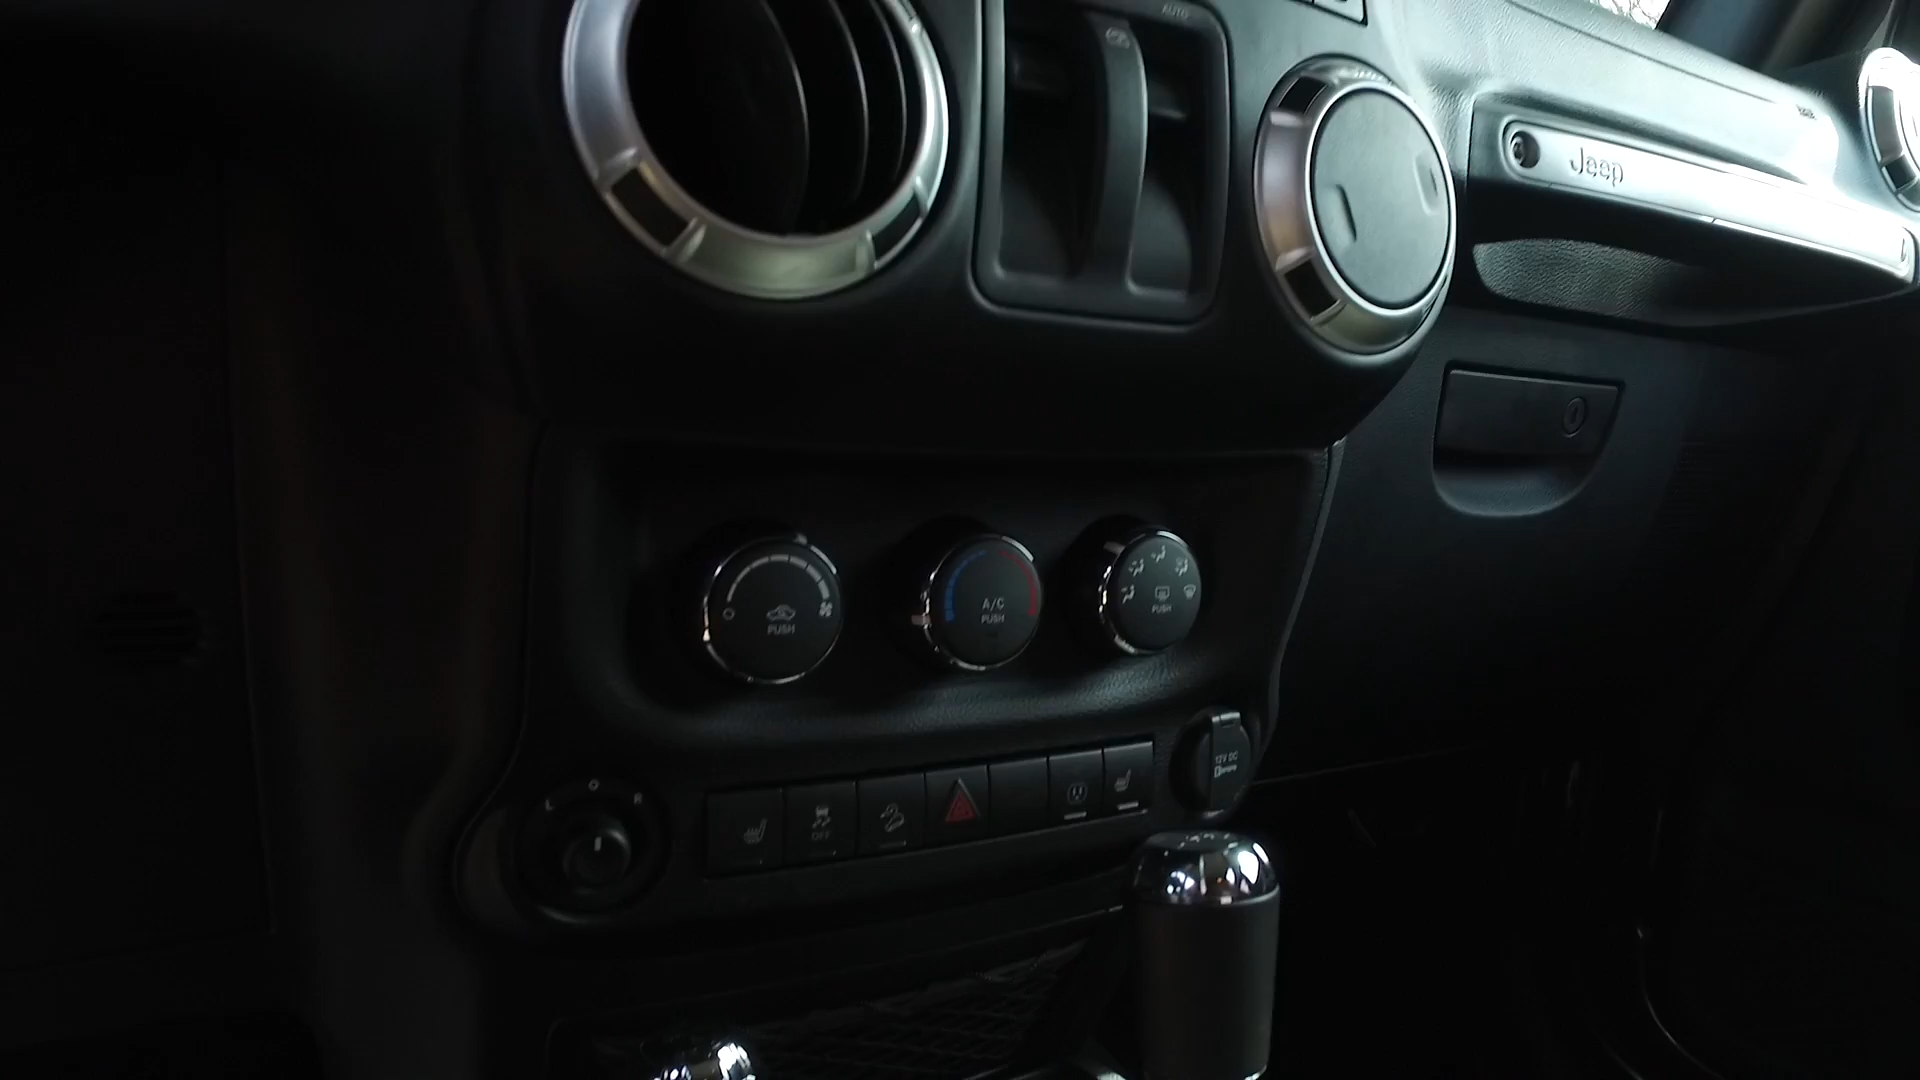 AUTO
Jeep
PUSH
A/C
PUSH
PUSH
L O R
OFF
12V DC